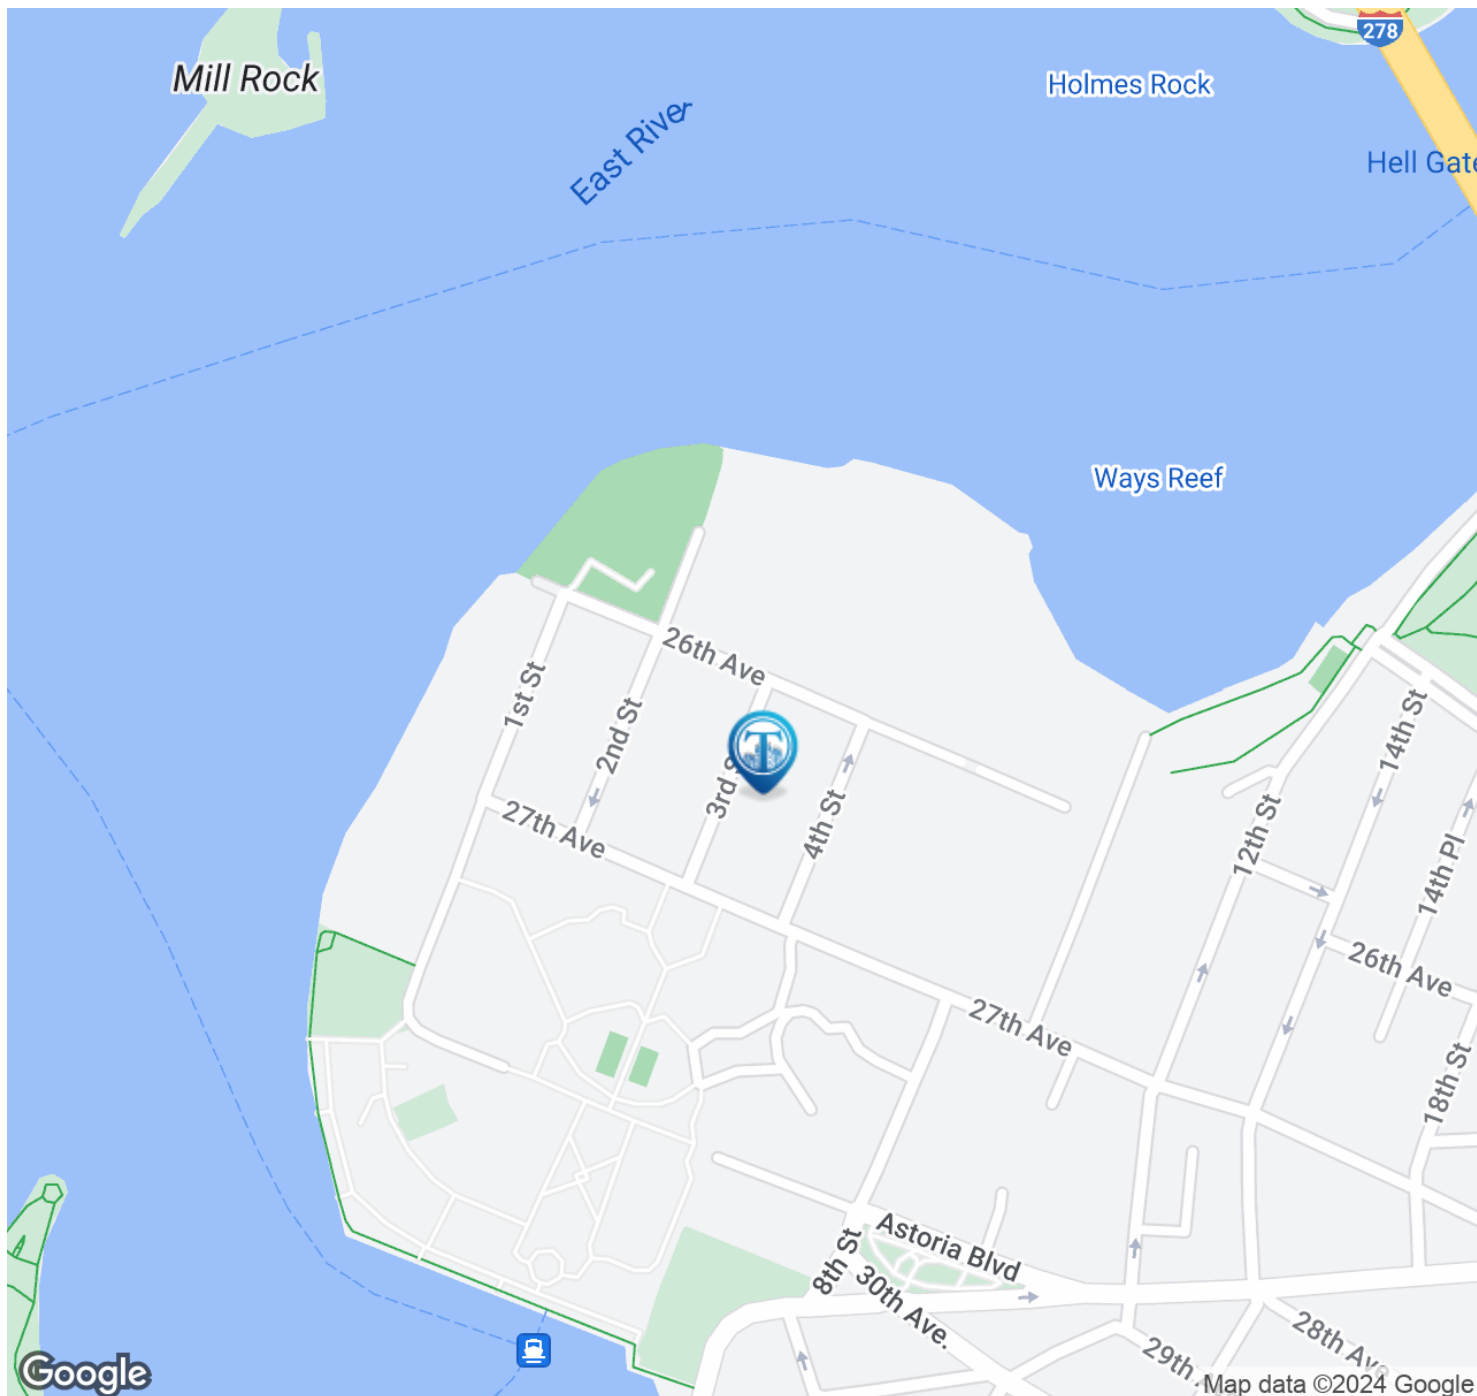 278
Mill Rock
Holmes Rock
East River
Hell Gate
Ways Reef
26th Ave
1st St
2nd St
14th St
T
3rd S
4th St
27th Ave
12th St
14th Pl
26th Ave
27th Ave
18th St
Astoria Blvd
8th St
30th Ave.
28th Ave
29th
Google
Map data ©2024 Google